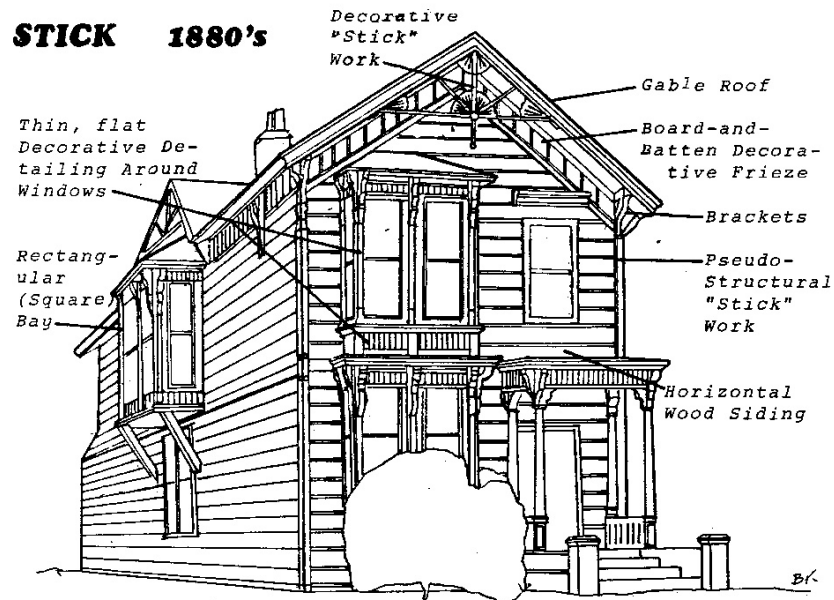 STICK 1880's
Decorative
"Stick"
Work
Gable Roof
Thin, flat
Decorative De-
tailing Around
Windows
Board-and-
Batten Decora-
tive Frieze
Brackets
Rectang-
ular
(Square)
Bay
Pseudo-
Structural
"Stick"
Work
Horizontal
Wood Siding